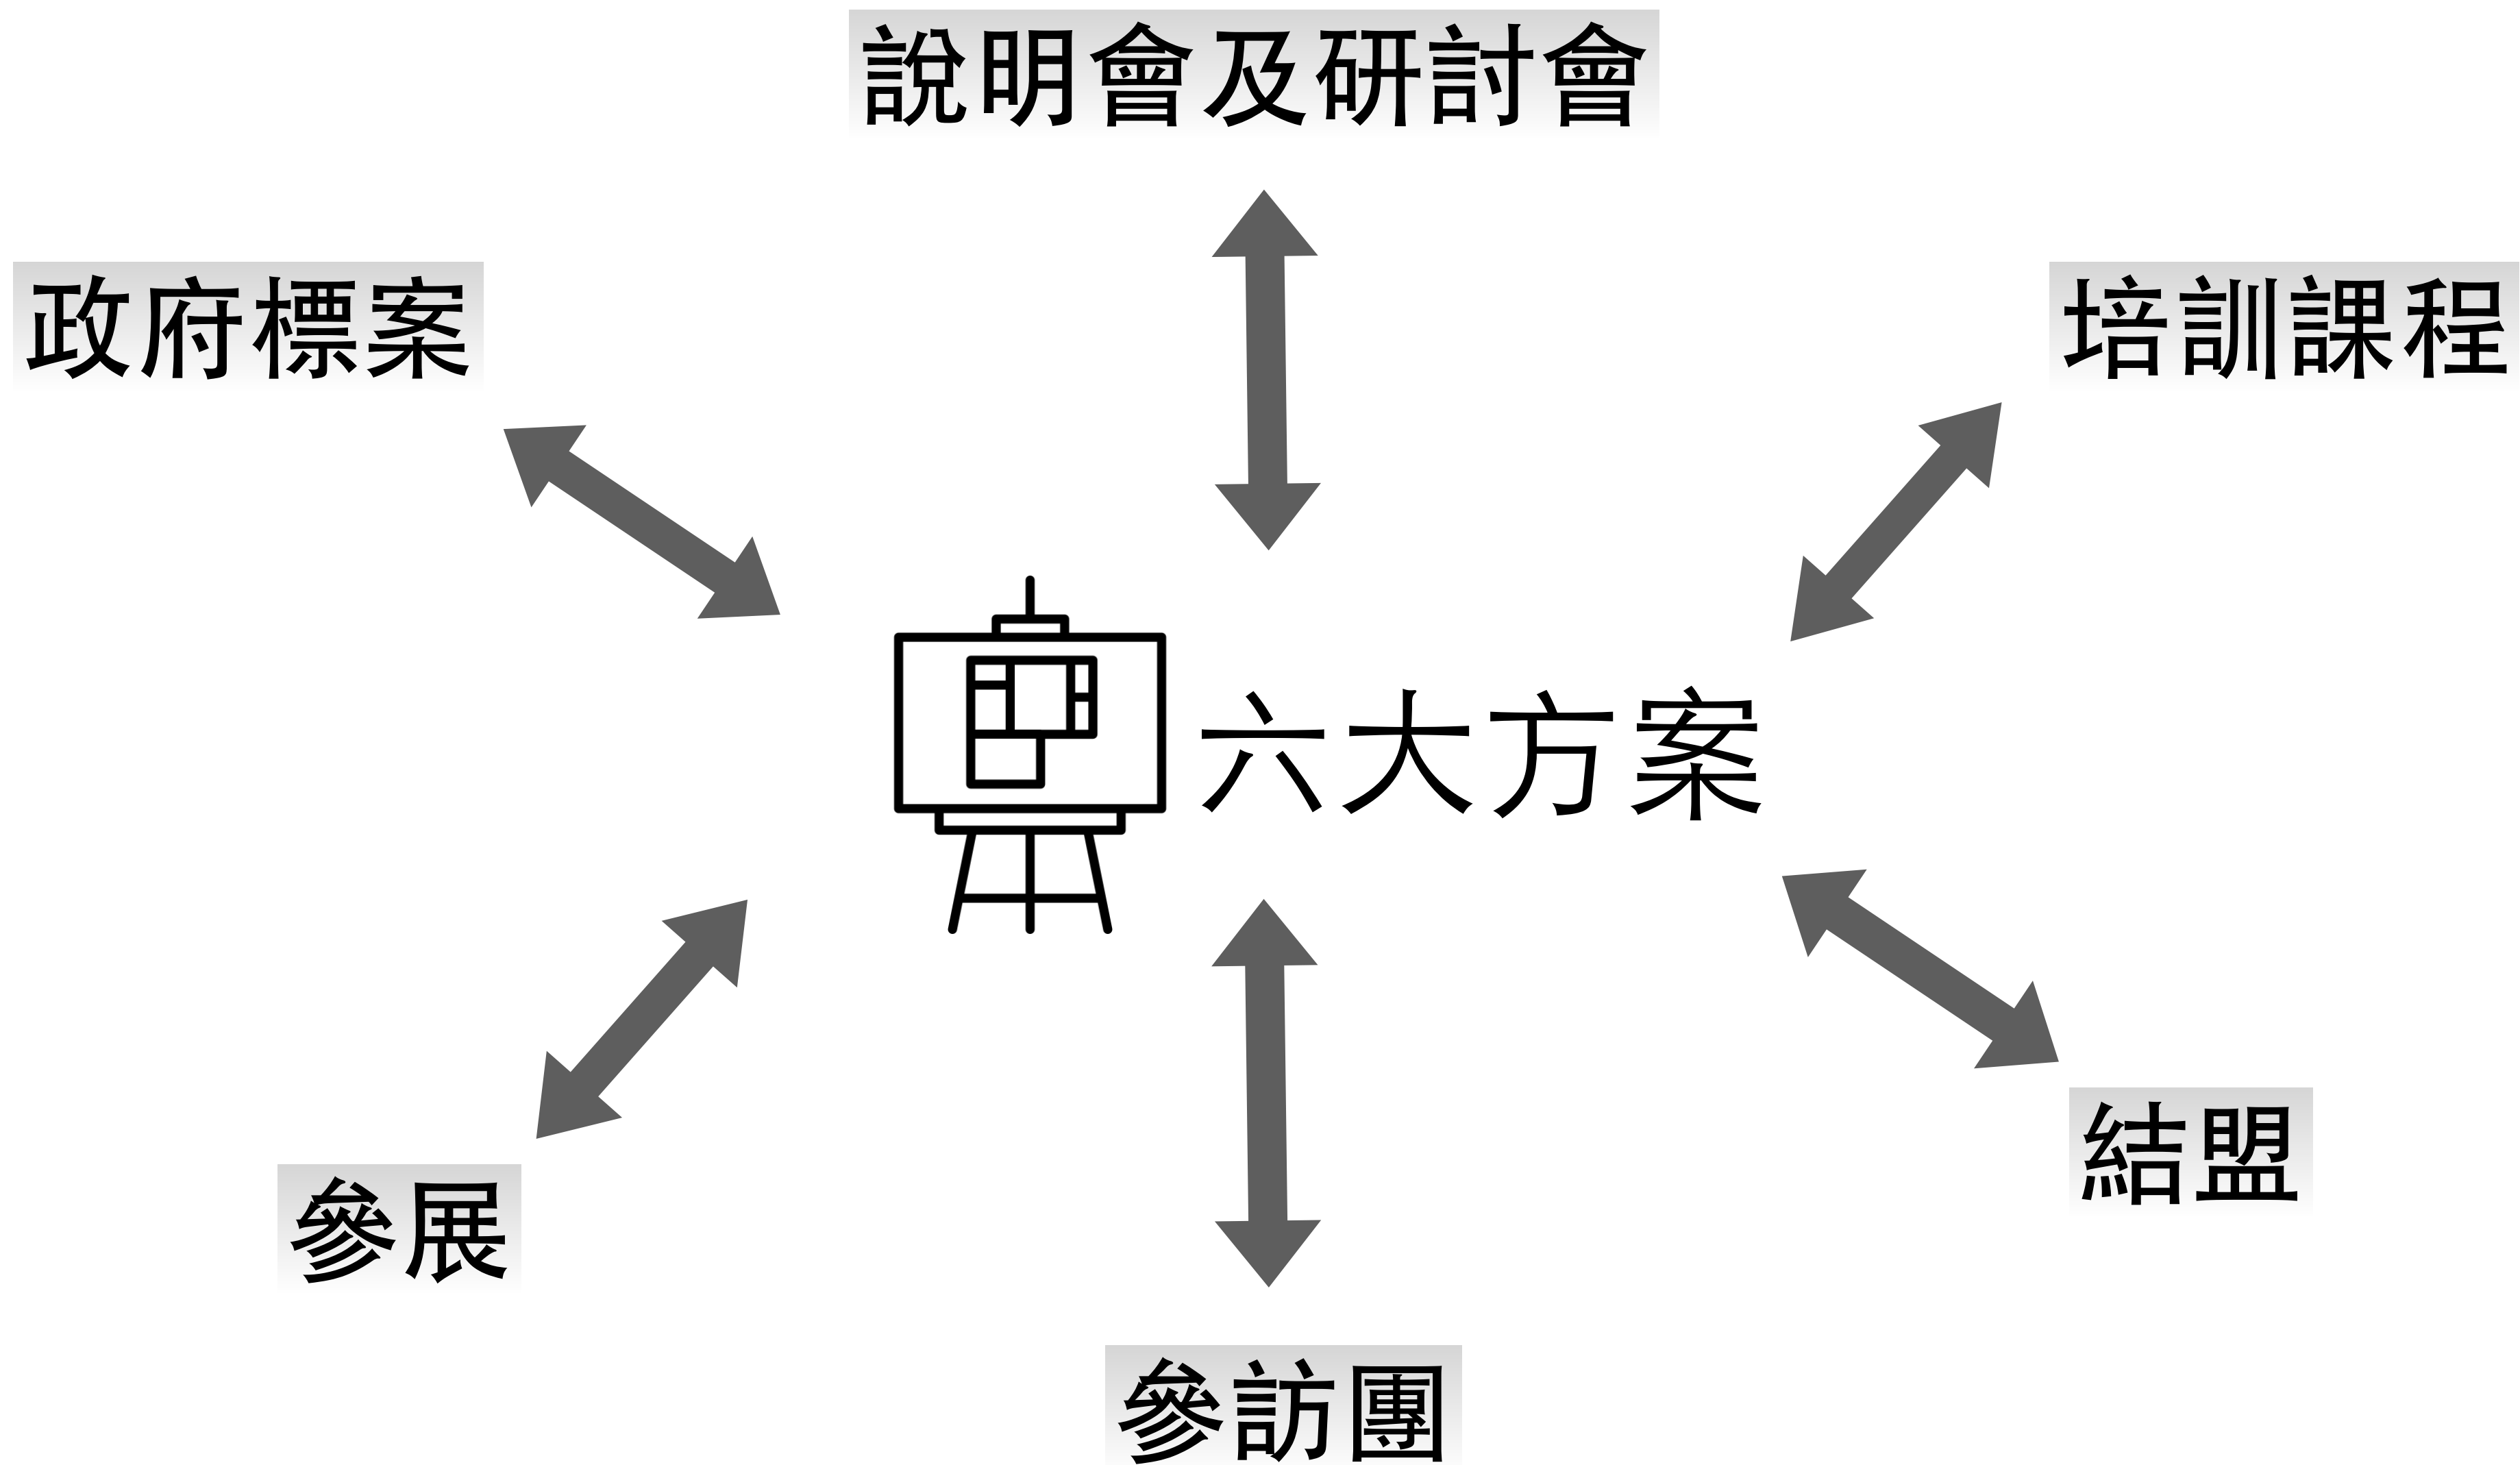 說明會及研討會
政府標案
培訓課程
六大方案
結盟
參展
參訪團